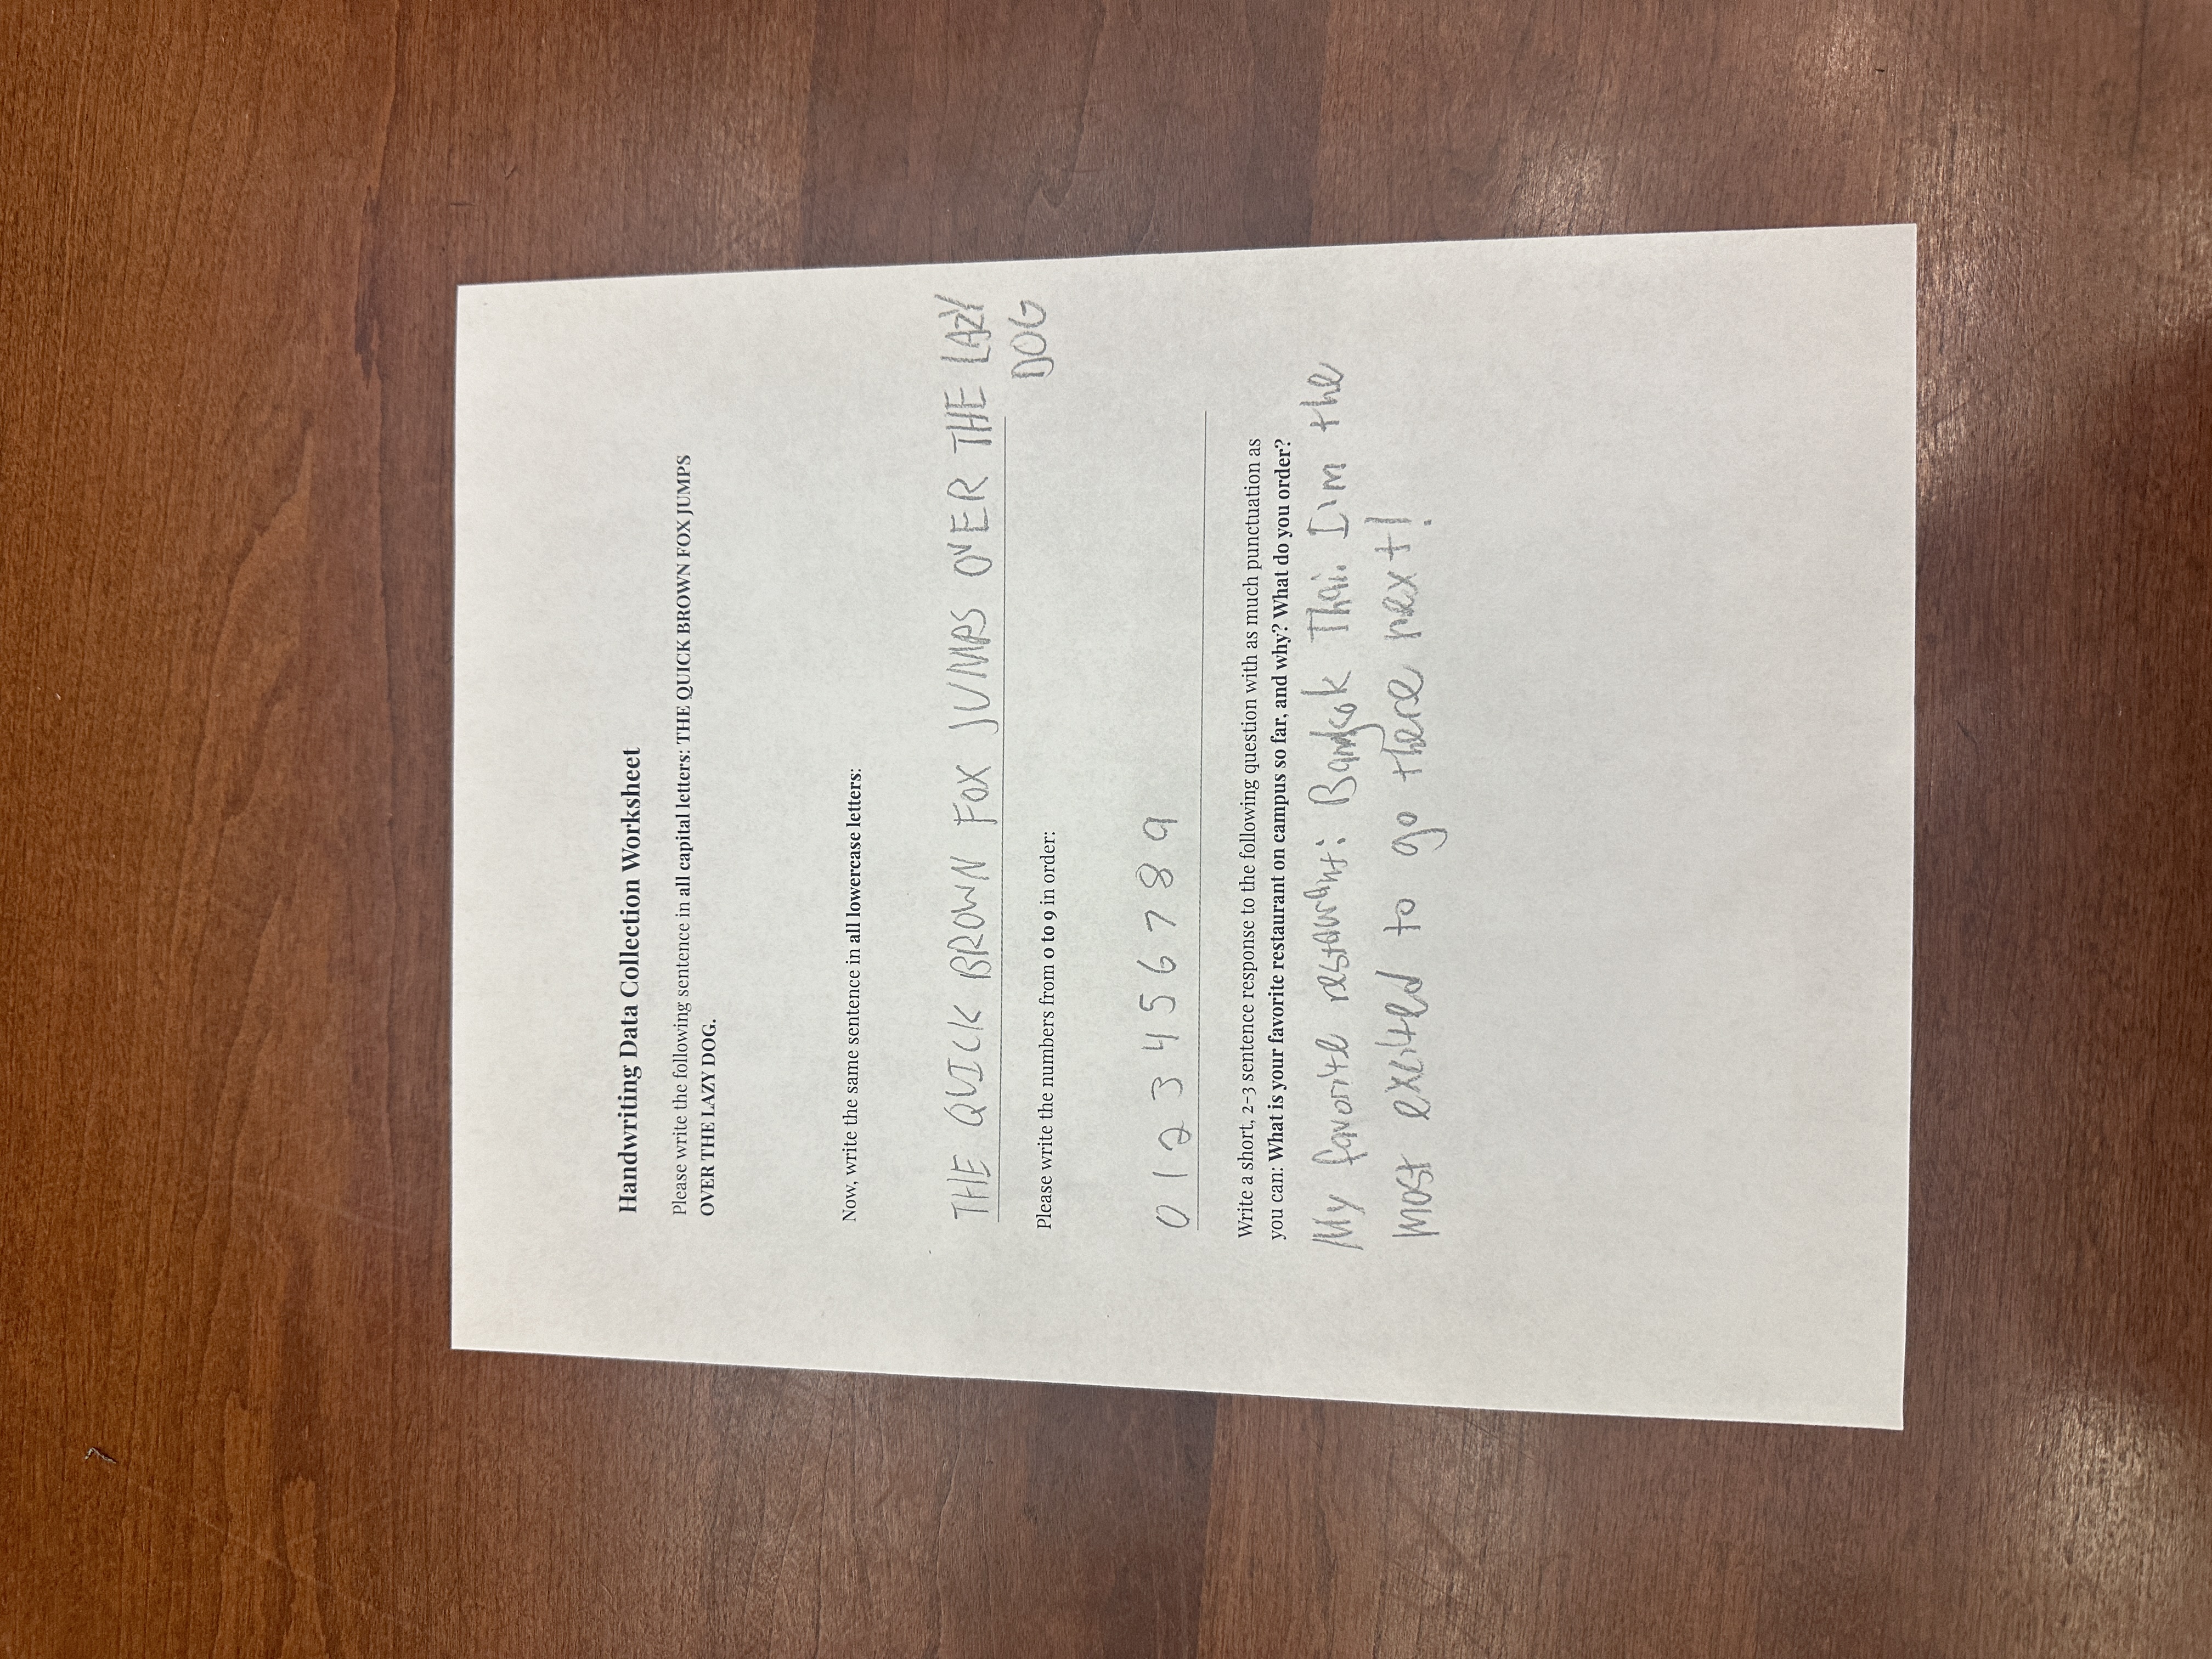 Handwriting Data Collection Worksheet
Please write the following sentence in all capital letters: THE QUICK BROWN FOX JUMPS
OVER THE LAZY DOG.
Now, write the same sentence in all lowercase letters:
THE QUICK BROWN FOX JUMPS OVER THE LAZY
DOG
Please write the numbers from 0 to 9 in order:
0 1 2 3 4 5 6 7 8 9
Write a short, 2-3 sentence response to the following question with as much punctuation as
you can: What is your favorite restaurant on campus so far, and why? What do you order?
My favorite restaurant: Bangkok Thai. I'm the
most excited to go there next!